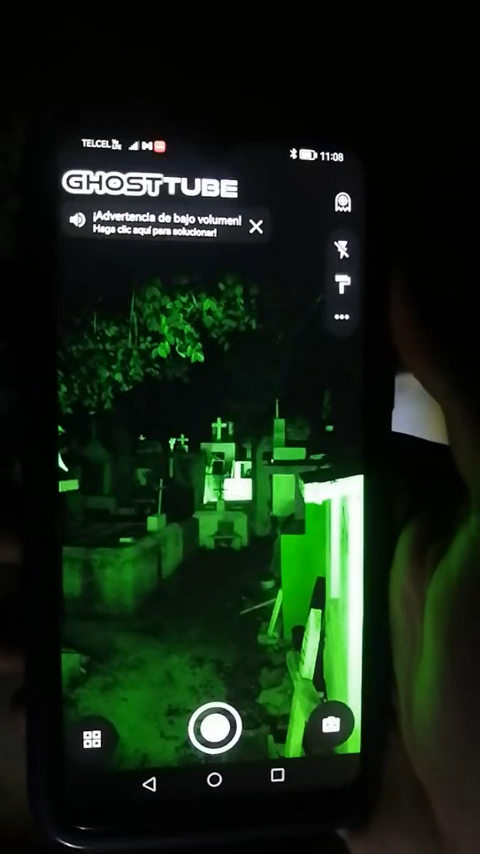 TELCEL
11:08
GHOSTTUBE
¡Advertencia de bajo volumen!
Haga clic aquí para solucionar!